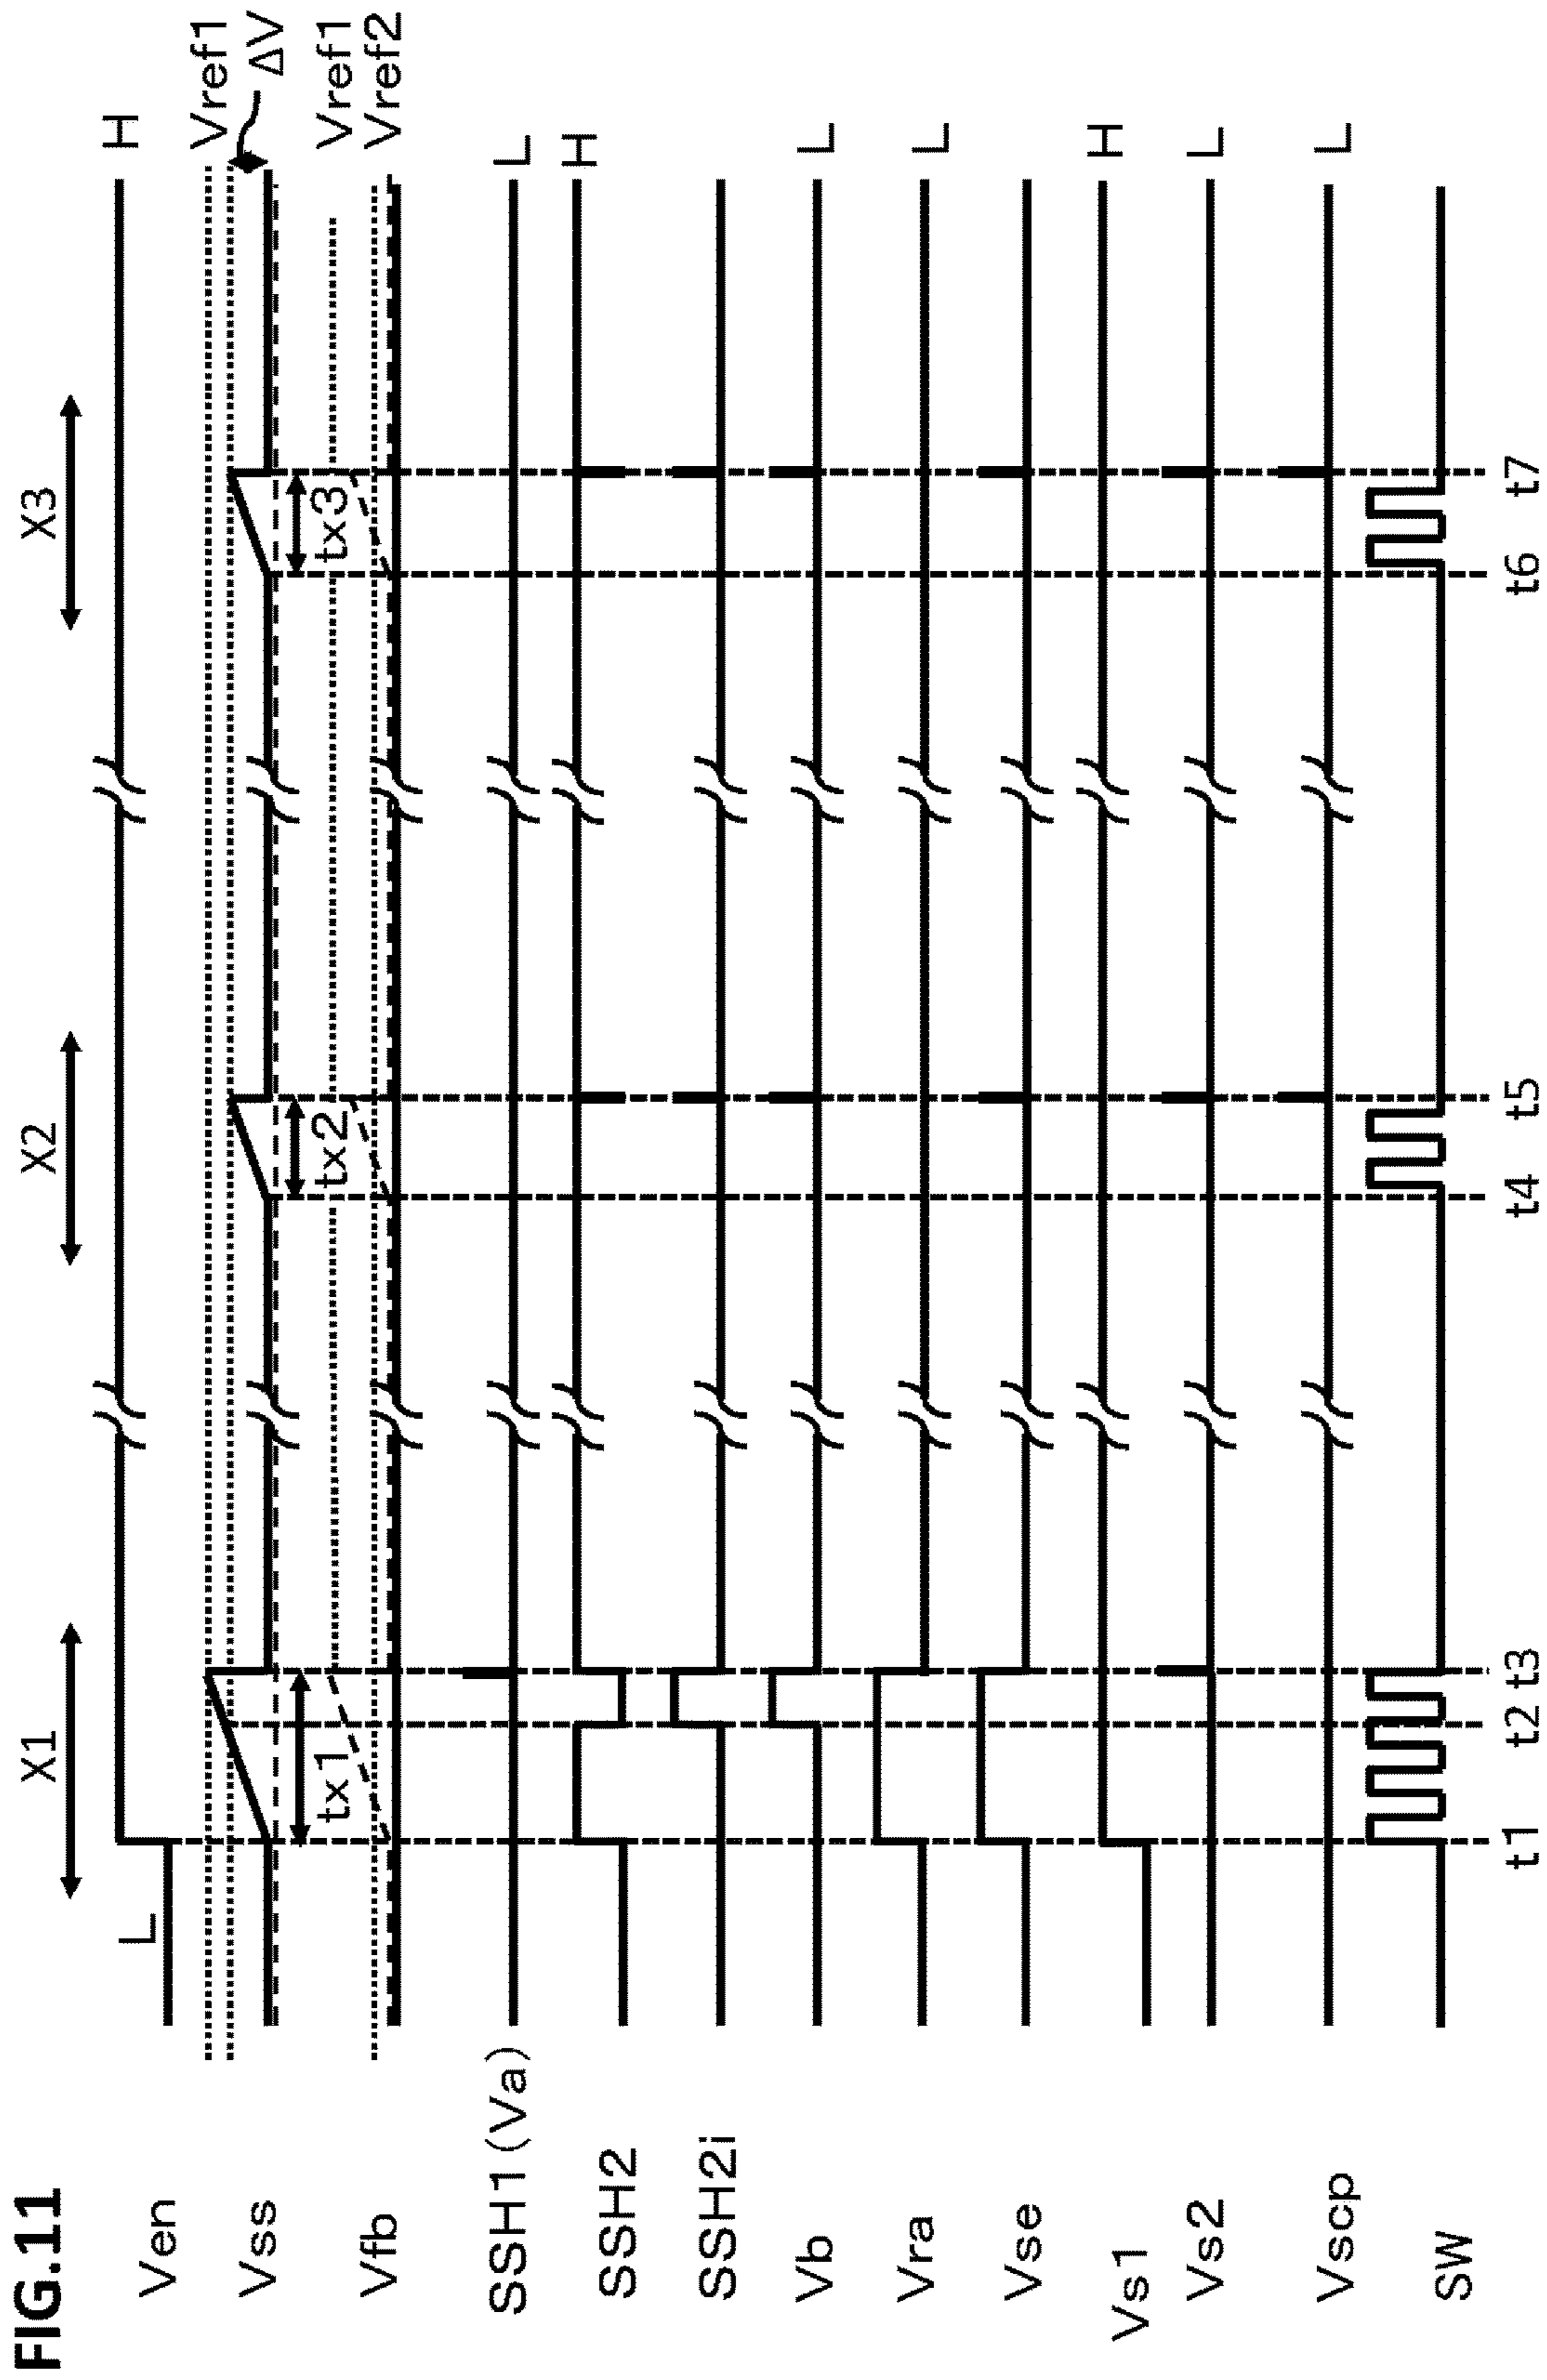 FIG.11
X1 X2 X3
Ven L H
Vss Vref1
ΔV
tx1 tx2 tx3
Vfb Vref1
Vref2
SSH1(Va) L
SSH2 H
SSH2i
Vb L
Vra L
Vse
Vs1 H
Vs2 L
Vscp L
SW
t1 t2 t3 t4 t5 t6 t7